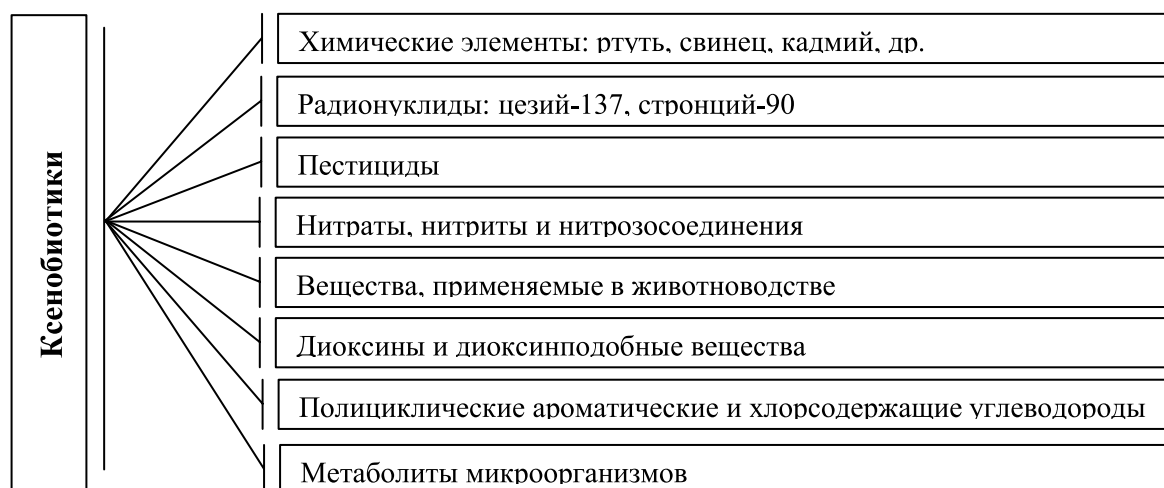 Ксенобиотики
Химические элементы: ртуть, свинец, кадмий, др.
Радионуклиды: цезий-137, стронций-90
Пестициды
Нитраты, нитриты и нитрозосоединения
Вещества, применяемые в животноводстве
Диоксины и диоксинподобные вещества
Полициклические ароматические и хлорсодержащие углеводороды
Метаболиты микроорганизмов